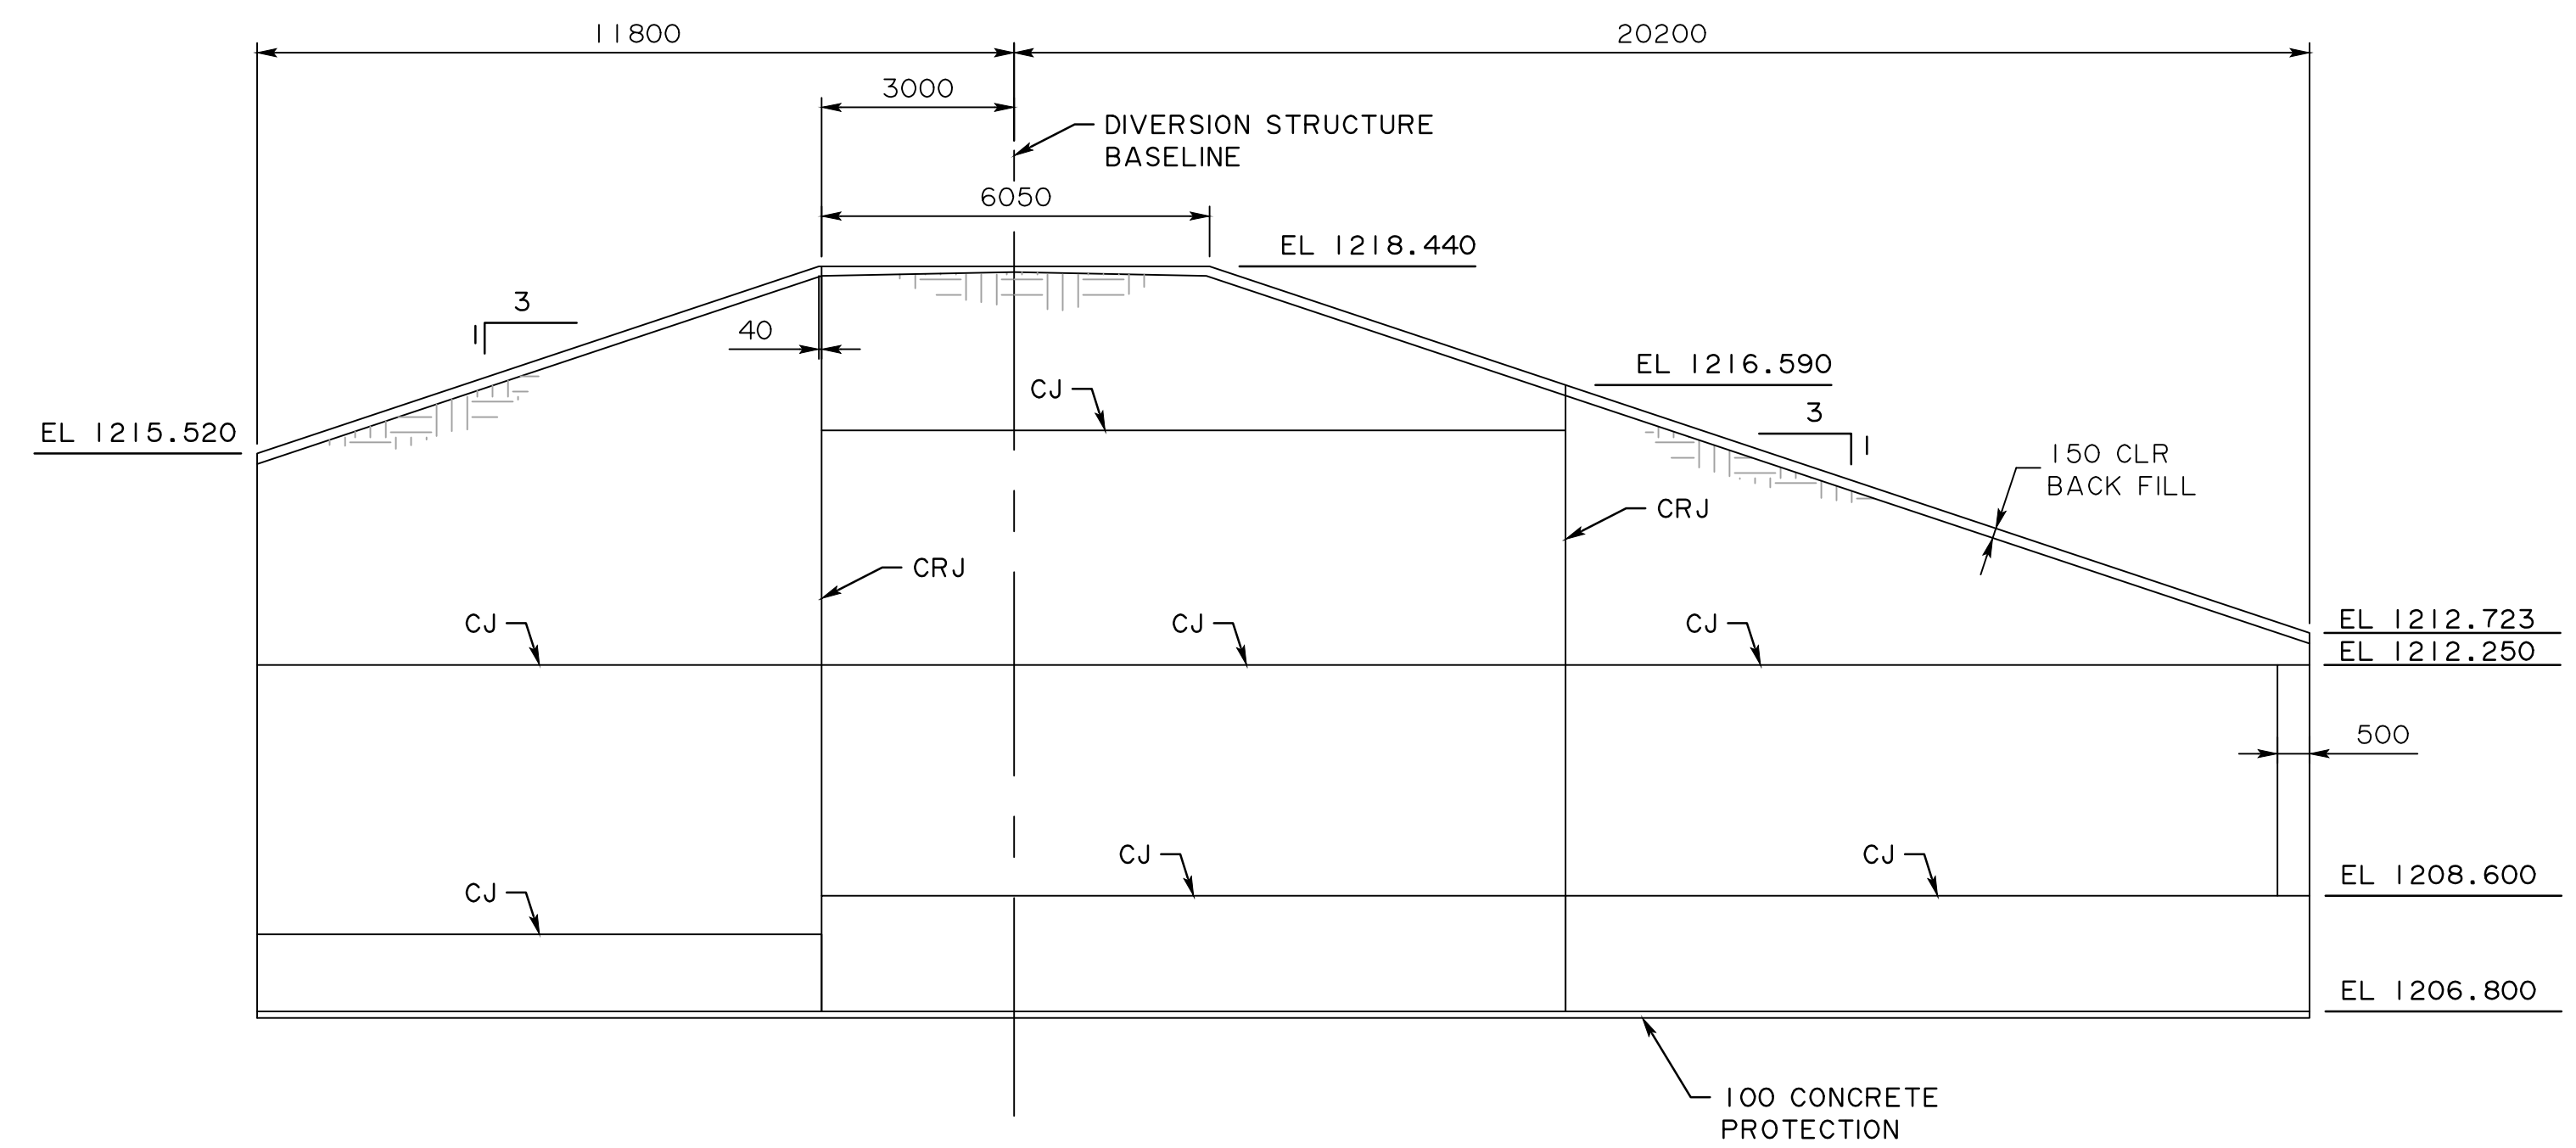 11800
20200
3000
DIVERSION STRUCTURE
BASELINE
6050
EL 1218.440
3
1
40
EL 1216.590
CJ
3
1
EL 1215.520
150 CLR
BACK FILL
CRJ
CRJ
CJ
CJ
CJ
EL 1212.723
EL 1212.250
500
CJ
CJ
EL 1208.600
CJ
EL 1206.800
100 CONCRETE
PROTECTION